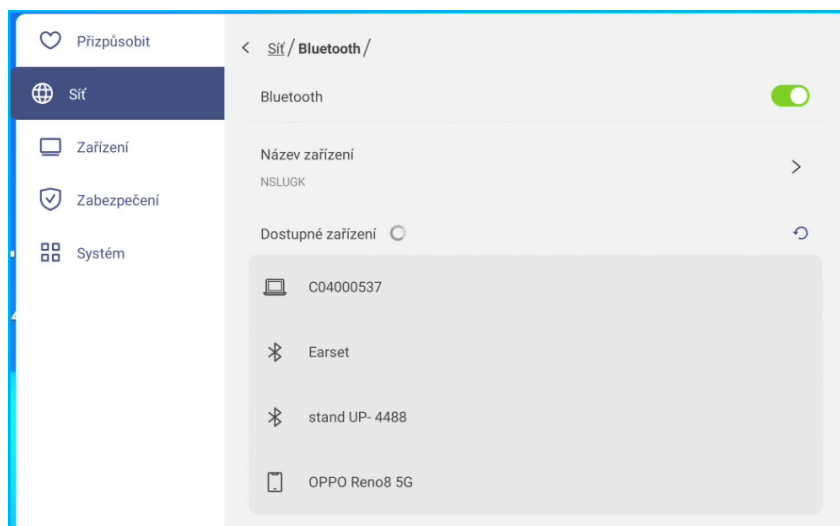 Přizpůsobit
Síť
Zařízení
Zabezpečení
Systém
Síť / Bluetooth /
Bluetooth
Název zařízení
NSLUGK
Dostupné zařízení
C04000537
Earset
stand UP- 4488
OPPO Reno8 5G